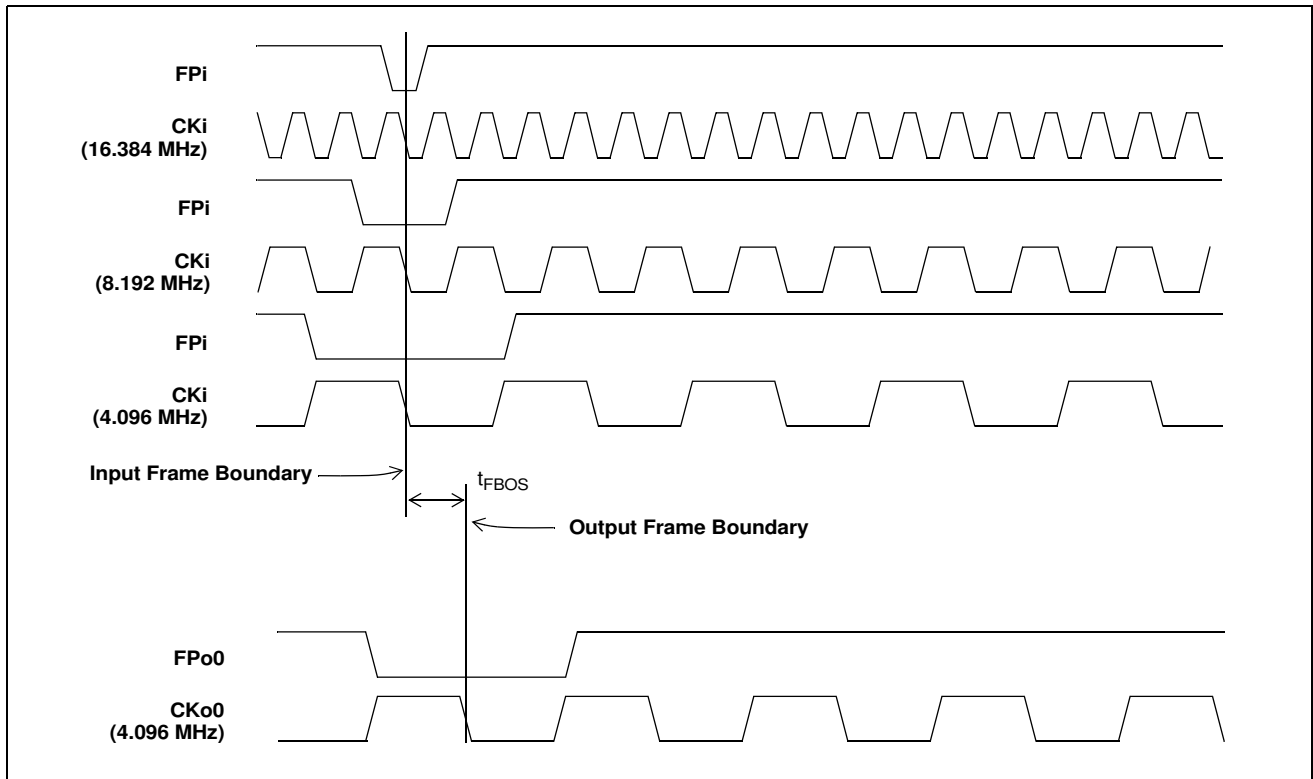 FPi
CKi
(16.384 MHz)
FPi
CKi
(8.192 MHz)
FPi
CKi
(4.096 MHz)
Input Frame Boundary
tFBOS
Output Frame Boundary
FPo0
CKo0
(4.096 MHz)